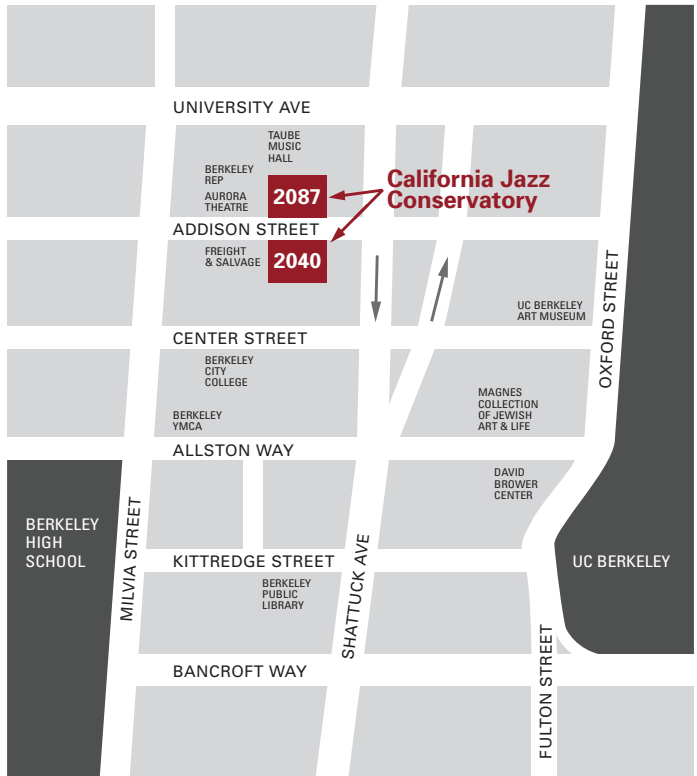 UNIVERSITY AVE
TAUBE
MUSIC
HALL
BERKELEY
REP
AURORA
THEATRE
2087
California Jazz
Conservatory
ADDISON STREET
FREIGHT
& SALVAGE
2040
UC BERKELEY
ART MUSEUM
OXFORD STREET
CENTER STREET
BERKELEY
CITY
COLLEGE
MAGNES
COLLECTION
OF JEWISH
ART & LIFE
BERKELEY
YMCA
ALLSTON WAY
DAVID
BROWER
CENTER
BERKELEY
HIGH
SCHOOL
MILVIA STREET
KITTREDGE STREET
SHATTUCK AVE
UC BERKELEY
BERKELEY
PUBLIC
LIBRARY
BANCROFT WAY
FULTON STREET